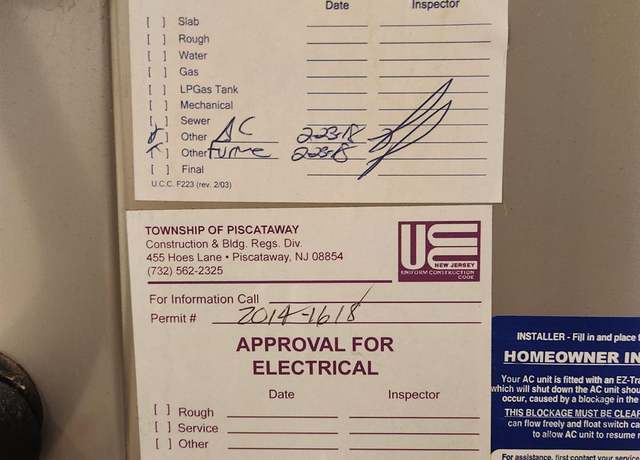 Date Inspector
[ ] Slab
[ ] Rough
[ ] Water
[ ] Gas
[ ] LPGas Tank
[ ] Mechanical
[ ] Sewer
Other AC 2-23-18
Other 2-23-18
[ ] Final
U.C.C. F223 (rev. 2/03)
TOWNSHIP OF PISCATAWAY
Construction & Bldg. Regs. Div.
455 Hoes Lane • Piscataway, NJ 08854
(732) 562-2325
UCC
NEW JERSEY
UNIFORM CONSTRUCTION
CODE
For Information Call
Permit # 2014-1618
APPROVAL FOR
ELECTRICAL
Date Inspector
[ ] Rough
[ ] Service
[ ] Other
INSTALLER - Fill in and place
HOMEOWNER IN
Your AC unit is fitted with an EZ-Tra
which will shut down the AC unit shou
occur, caused by a blockage in the
THIS BLOCKAGE MUST BE CLEAR
can flow freely and float switch ca
to allow AC unit to resume
For assistance, first contact your service